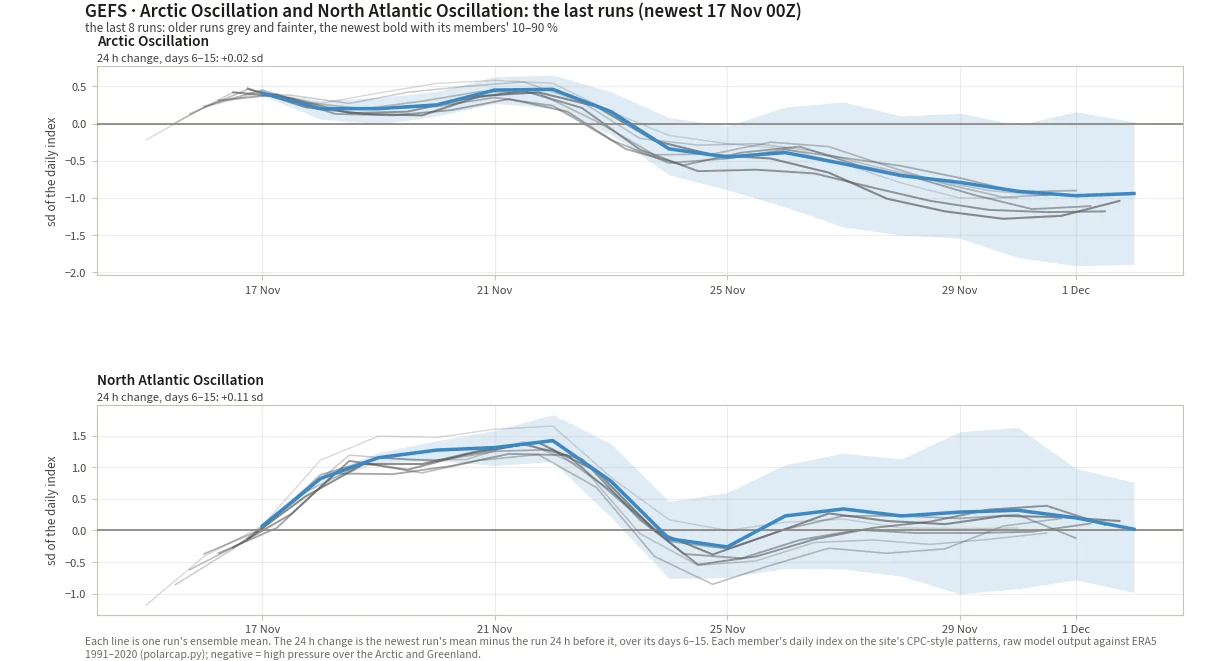 GEFS · Arctic Oscillation and North Atlantic Oscillation: the last runs (newest 17 Nov 00Z)
the last 8 runs: older runs grey and fainter, the newest bold with its members' 10–90 %
Arctic Oscillation
24 h change, days 6–15: +0.02 sd
sd of the daily index
0.5
0.0
−0.5
−1.0
−1.5
−2.0
17 Nov
21 Nov
25 Nov
29 Nov
1 Dec
North Atlantic Oscillation
24 h change, days 6–15: +0.11 sd
sd of the daily index
1.5
1.0
0.5
0.0
−0.5
−1.0
17 Nov
21 Nov
25 Nov
29 Nov
1 Dec
Each line is one run's ensemble mean. The 24 h change is the newest run's mean minus the run 24 h before it, over its days 6–15. Each member's daily index on the site's CPC-style patterns, raw model output against ERA5
1991–2020 (polarcap.py); negative = high pressure over the Arctic and Greenland.